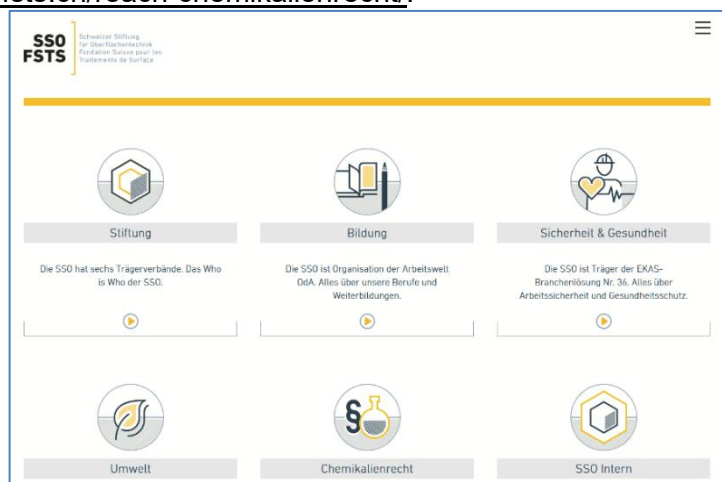 chemikalienrecht/.
SSO
FSTS
Schweizer Stiftung
für Oberflächentechnik
Fondation Suisse pour les
Traitements de Surface
Stiftung
Bildung
Sicherheit & Gesundheit
Die SSO hat sechs Trägerverbände. Das Who
is Who der SSO.
Die SSO ist Organisation der Arbeitswelt
OdA. Alles über unsere Berufe und
Weiterbildungen.
Die SSO ist Träger der EKAS-
Branchenlösung Nr. 36. Alles über
Arbeitssicherheit und Gesundheitsschutz.
§
Umwelt
Chemikalienrecht
SSO Intern